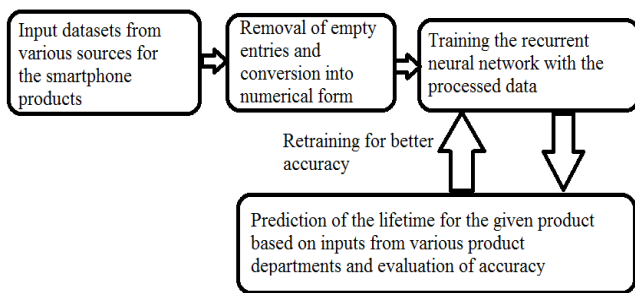 Input datasets from
various sources for
the smartphone
products
Removal of empty
entries and
conversion into
numerical form
Training the recurrent
neural network with the
processed data
Retraining for better
accuracy
Prediction of the lifetime for the given product
based on inputs from various product
departments and evaluation of accuracy